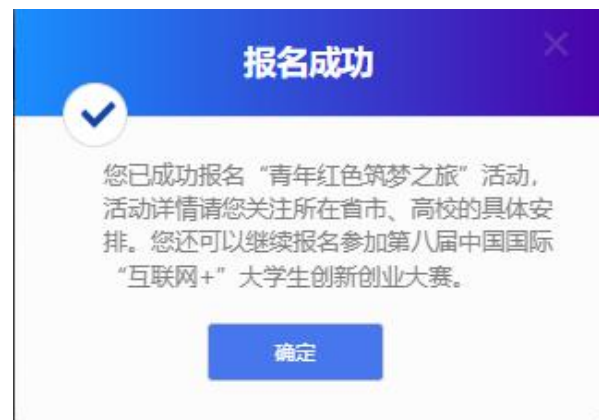 报名成功
您已成功报名“青年红色筑梦之旅”活动，
活动详情请您关注所在省市、高校的具体安
排。您还可以继续报名参加第八届中国国际
“互联网+”大学生创新创业大赛。
确定